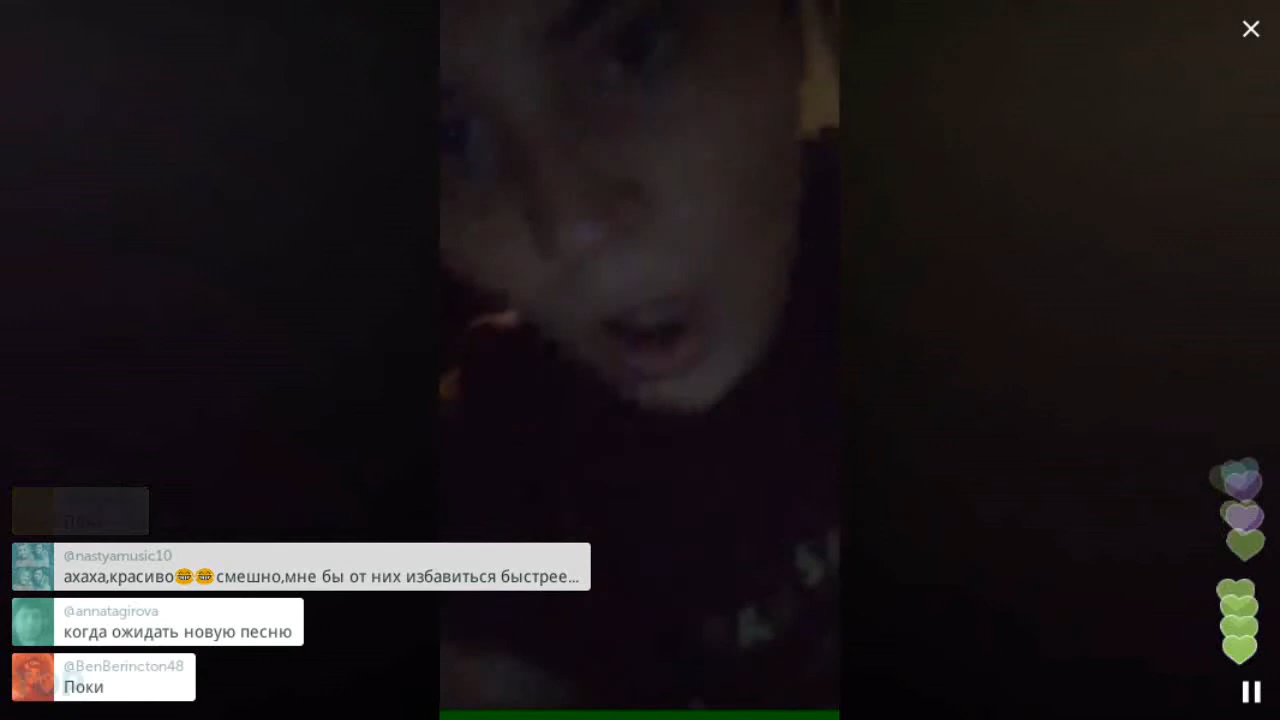 @nastyamusic10
ахаха,красиво😂😂смешно,мне бы от них избавиться быстрее...
@annatagirova
когда ожидать новую песню
@BenBerincton48
Поки